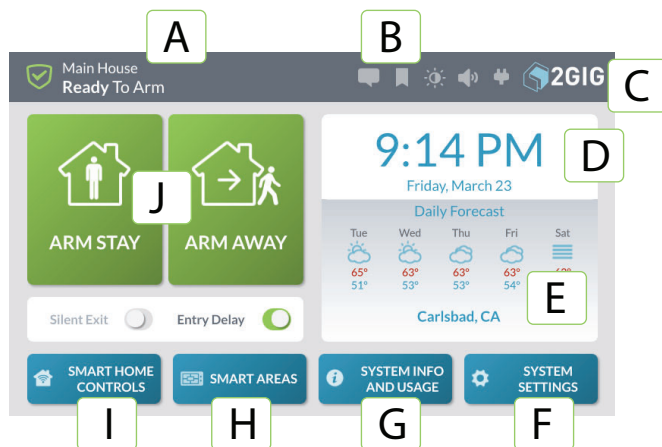 A
B
Main House
Ready To Arm
2GIG
C
9:14 PM
D
Friday, March 23
J
Daily Forecast
Tue Wed Thu Fri Sat
65° 63° 63° 63°
51° 53° 53° 54°
E
ARM STAY
ARM AWAY
Carlsbad, CA
Silent Exit
Entry Delay
SMART HOME
CONTROLS
SMART AREAS
SYSTEM INFO
AND USAGE
SYSTEM
SETTINGS
I
H
G
F